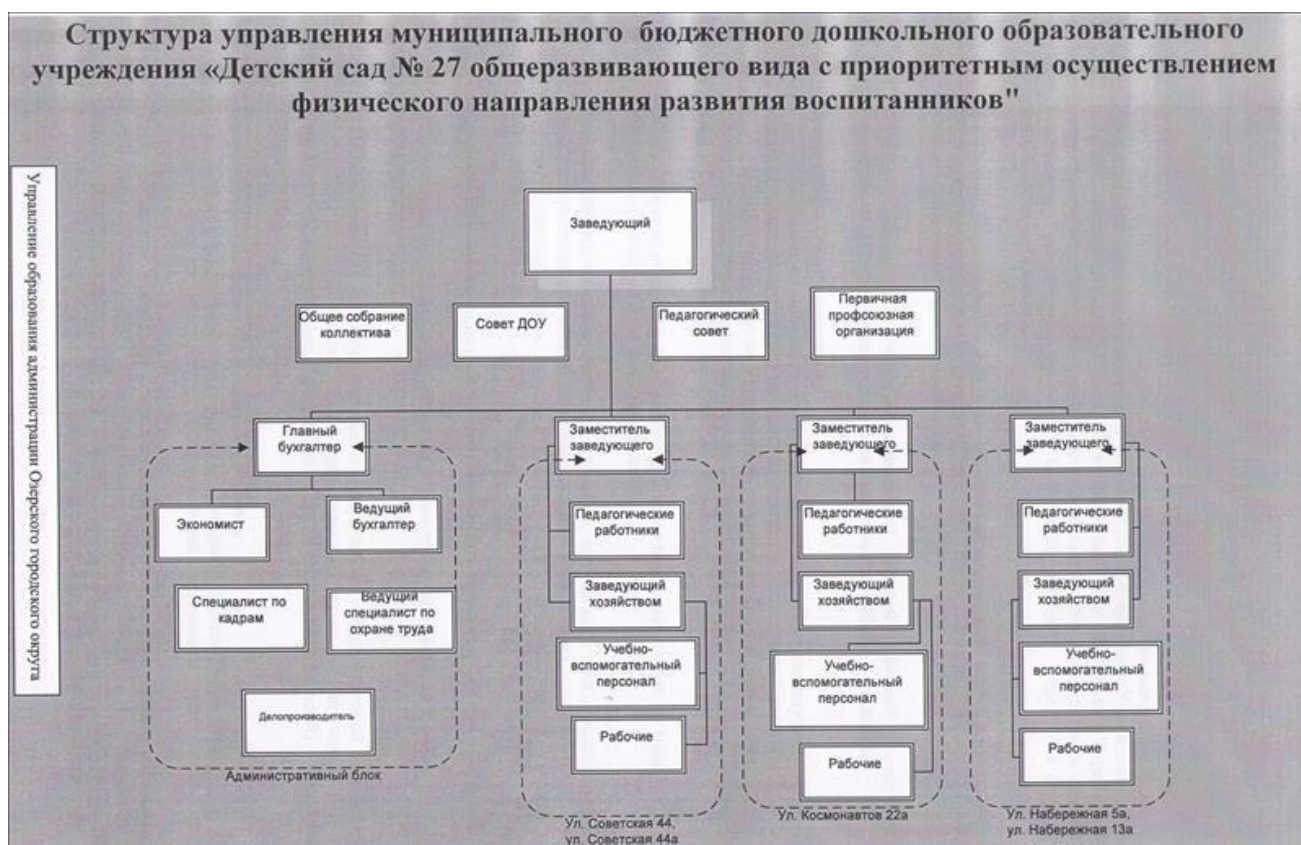 Структура управления муниципального бюджетного дошкольного образовательного
учреждения «Детский сад № 27 общеразвивающего вида с приоритетным осуществлением
физического направления развития воспитанников"
Управление образования администрации Озерского городского округа
Заведующий
Общее собрание
коллектива
Совет ДОУ
Педагогический
совет
Первичная
профсоюзная
организация
Главный
бухгалтер
Заместитель
заведующего
Заместитель
заведующего
Заместитель
заведующего
Экономист
Ведущий
бухгалтер
Специалист по
кадрам
Ведущий
специалист по
охране труда
Делопроизводитель
Административный блок
Педагогические
работники
Заведующий
хозяйством
Учебно-
вспомогательный
персонал
Рабочие
Ул. Советская 44,
ул. Советская 44а
Педагогические
работники
Заведующий
хозяйством
Учебно-
вспомогательный
персонал
Рабочие
Ул. Космонавтов 22а
Педагогические
работники
Заведующий
хозяйством
Учебно-
вспомогательный
персонал
Рабочие
Ул. Набережная 5а,
ул. Набережная 13а